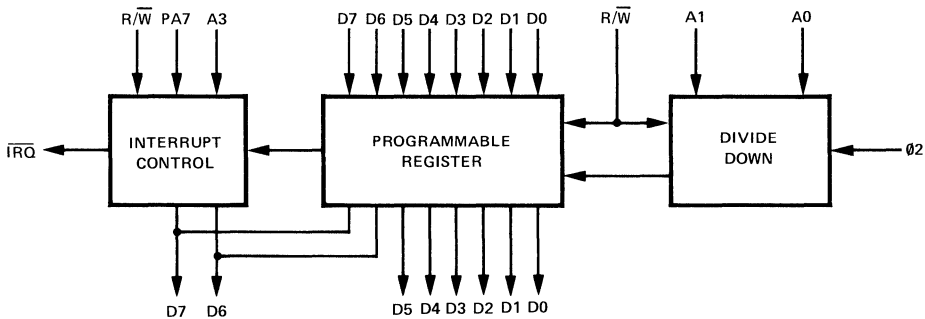 R/W̅ PA7 A3 D7 D6 D5 D4 D3 D2 D1 D0 R/W̅ A1 A0
INTERRUPT
CONTROL
PROGRAMMABLE
REGISTER
DIVIDE
DOWN
I̅R̅Q̅
Ø2
D7 D6 D5 D4 D3 D2 D1 D0